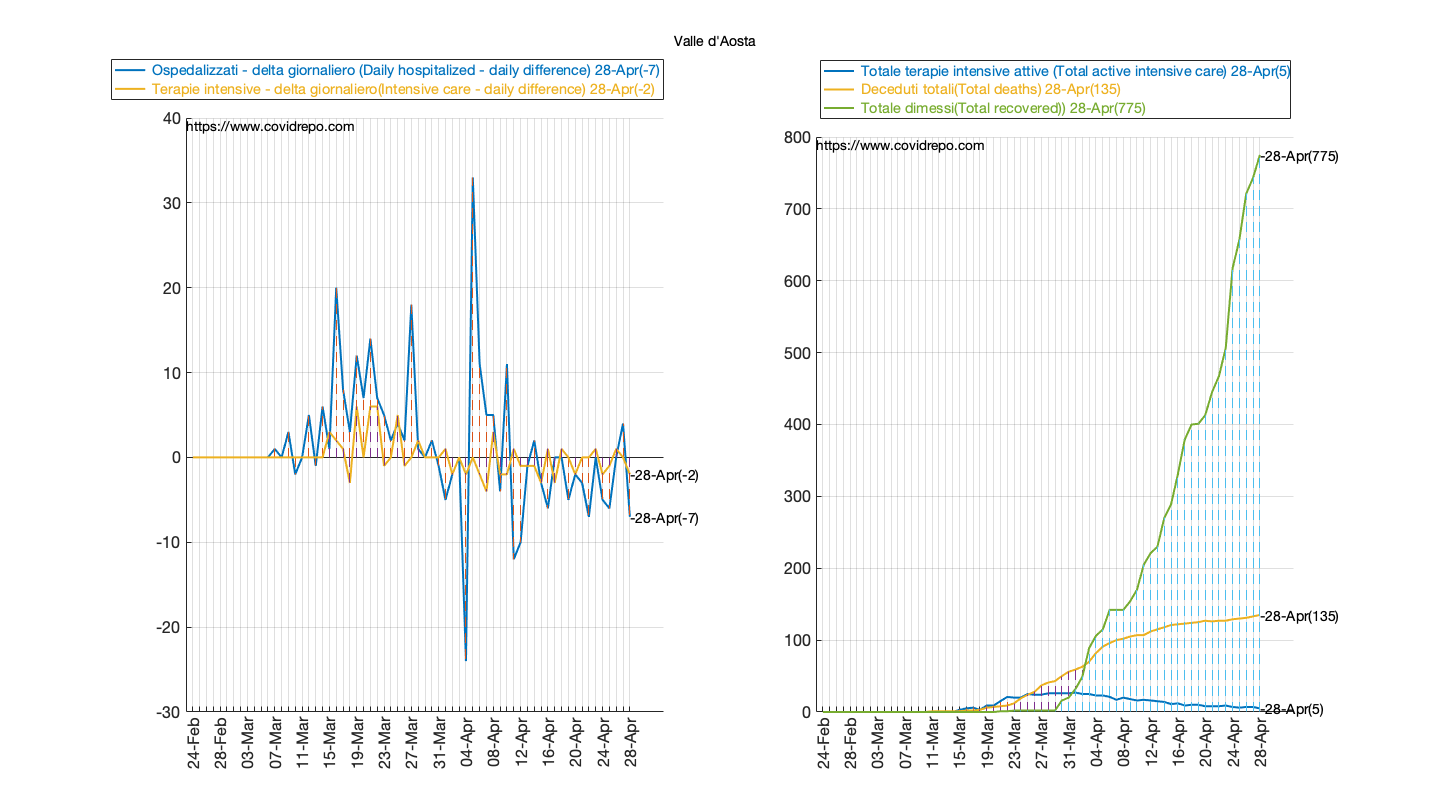 Valle d'Aosta
Ospedalizzati - delta giornaliero (Daily hospitalized - daily difference) 28-Apr(-7)
Terapie intensive - delta giornaliero(Intensive care - daily difference) 28-Apr(-2)
https://www.covidrepo.com
40
30
20
10
0
-10
-20
-30
-28-Apr(-2)
-28-Apr(-7)
24-Feb
28-Feb
03-Mar
07-Mar
11-Mar
15-Mar
19-Mar
23-Mar
27-Mar
31-Mar
04-Apr
08-Apr
12-Apr
16-Apr
20-Apr
24-Apr
28-Apr
Totale terapie intensive attive (Total active intensive care) 28-Apr(5)
Deceduti totali(Total deaths) 28-Apr(135)
Totale dimessi(Total recovered)) 28-Apr(775)
https://www.covidrepo.com
800
700
600
500
400
300
200
100
0
-28-Apr(775)
-28-Apr(135)
-28-Apr(5)
24-Feb
28-Feb
03-Mar
07-Mar
11-Mar
15-Mar
19-Mar
23-Mar
27-Mar
31-Mar
04-Apr
08-Apr
12-Apr
16-Apr
20-Apr
24-Apr
28-Apr